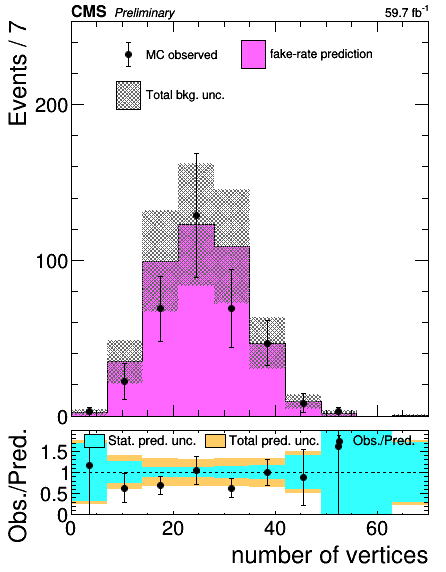 CMS Preliminary 59.7 fb⁻¹
Events / 7
MC observed
fake-rate prediction
Total bkg. unc.
200
100
0
Obs./Pred.
Stat. pred. unc.
Total pred. unc.
Obs./Pred.
1.5
1
0.5
0
0 20 40 60
number of vertices